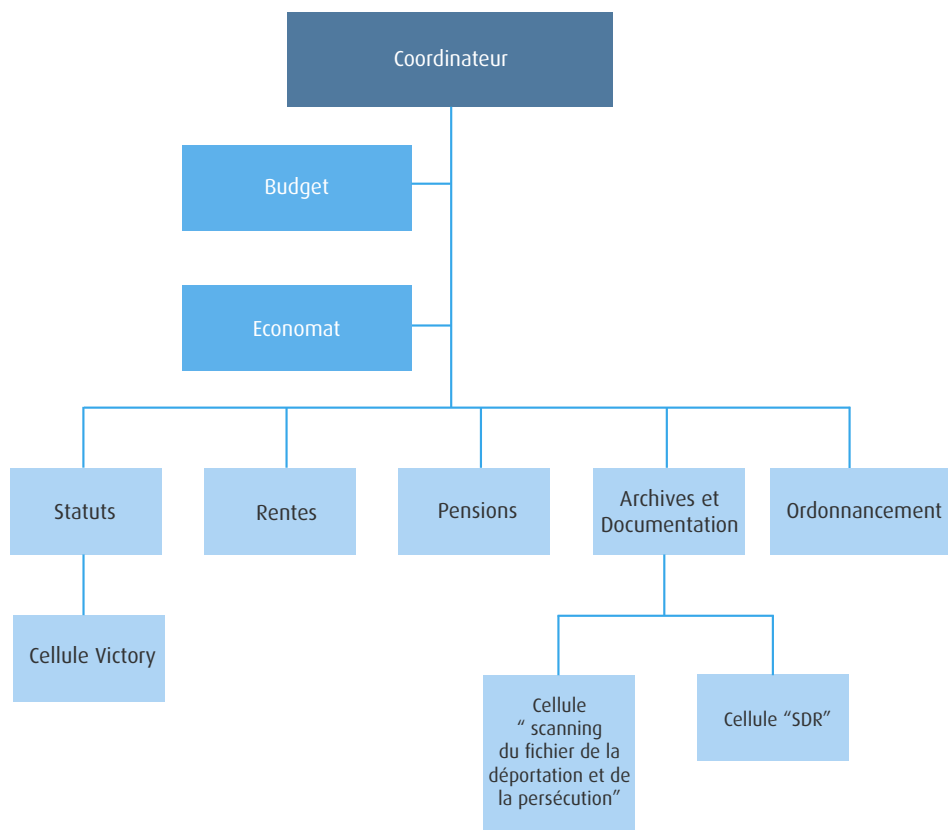 Coordinateur
Budget
Economat
Statuts
Rentes
Pensions
Archives et
Documentation
Ordonnancement
Cellule Victory
Cellule
“ scanning
du fichier de la
déportation et de
la persécution”
Cellule “SDR”